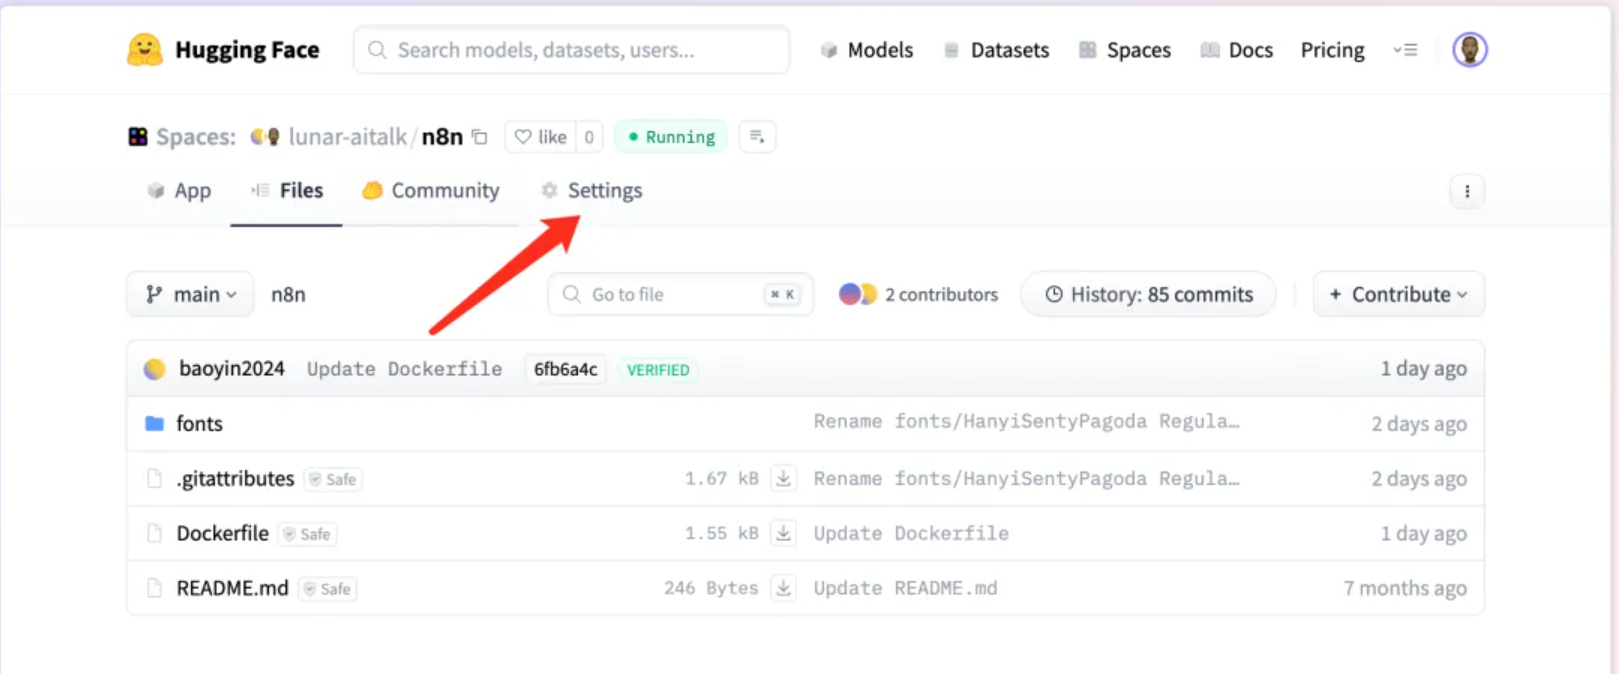 Hugging Face Search models, datasets, users... Models Datasets Spaces Docs Pricing
Spaces: lunar-aitalk/n8n like 0 Running
App Files Community Settings
main n8n Go to file ⌘ K 2 contributors History: 85 commits + Contribute
baoyin2024 Update Dockerfile 6fb6a4c VERIFIED 1 day ago
fonts Rename fonts/HanyiSentyPagoda Regula… 2 days ago
.gitattributes Safe 1.67 kB Rename fonts/HanyiSentyPagoda Regula… 2 days ago
Dockerfile Safe 1.55 kB Update Dockerfile 1 day ago
README.md Safe 246 Bytes Update README.md 7 months ago